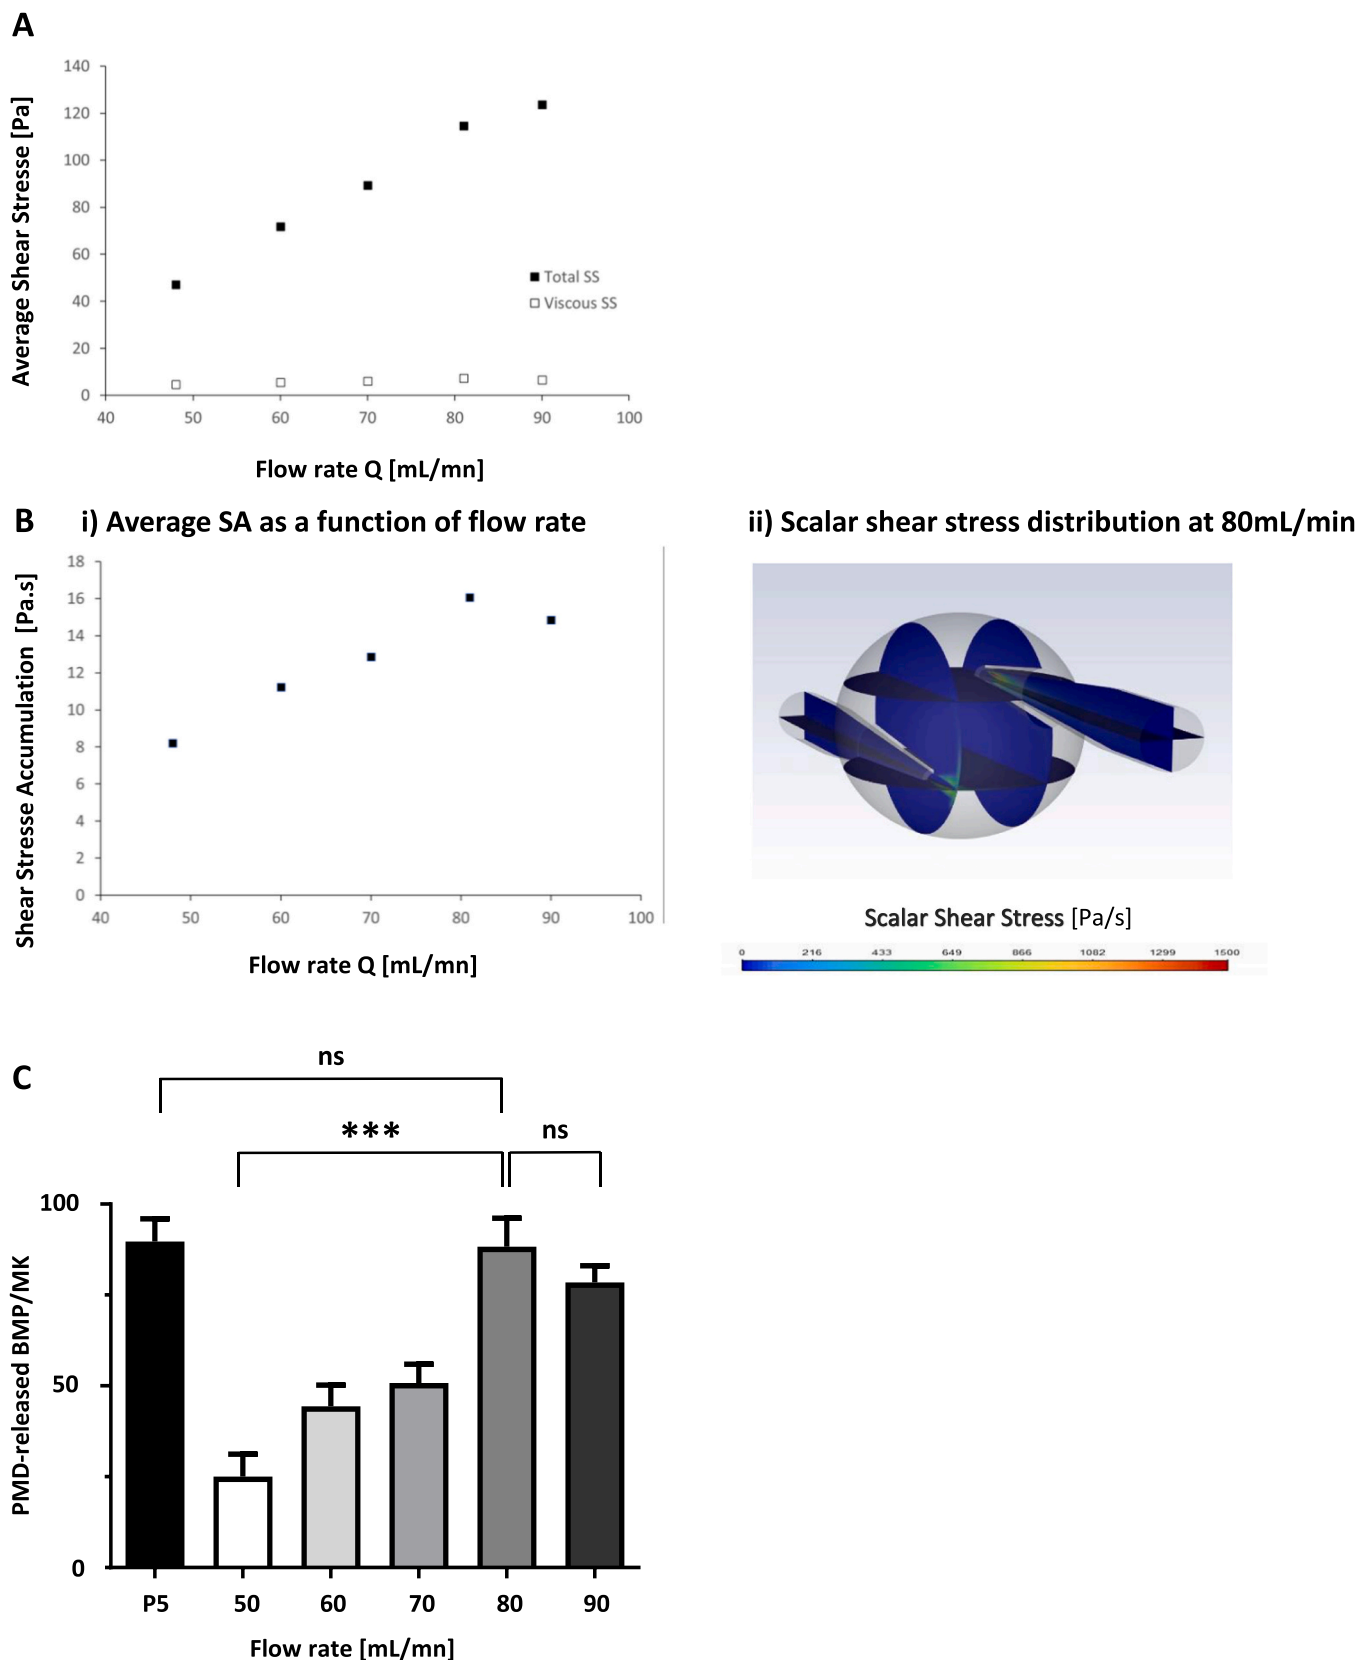 A
Average Shear Stresse [Pa]
140
120
100
80
60
40
20
0
Total SS
Viscous SS
40 50 60 70 80 90 100
Flow rate Q [mL/mn]
B i) Average SA as a function of flow rate
Shear Stresse Accumulation [Pa.s]
18
16
14
12
10
8
6
4
2
0
40 50 60 70 80 90 100
Flow rate Q [mL/mn]
ii) Scalar shear stress distribution at 80mL/min
Scalar Shear Stress [Pa/s]
0 216 433 649 866 1082 1299 1500
C
ns
*** ns
PMD-released BMP/MK
100
50
0
P5 50 60 70 80 90
Flow rate [mL/mn]